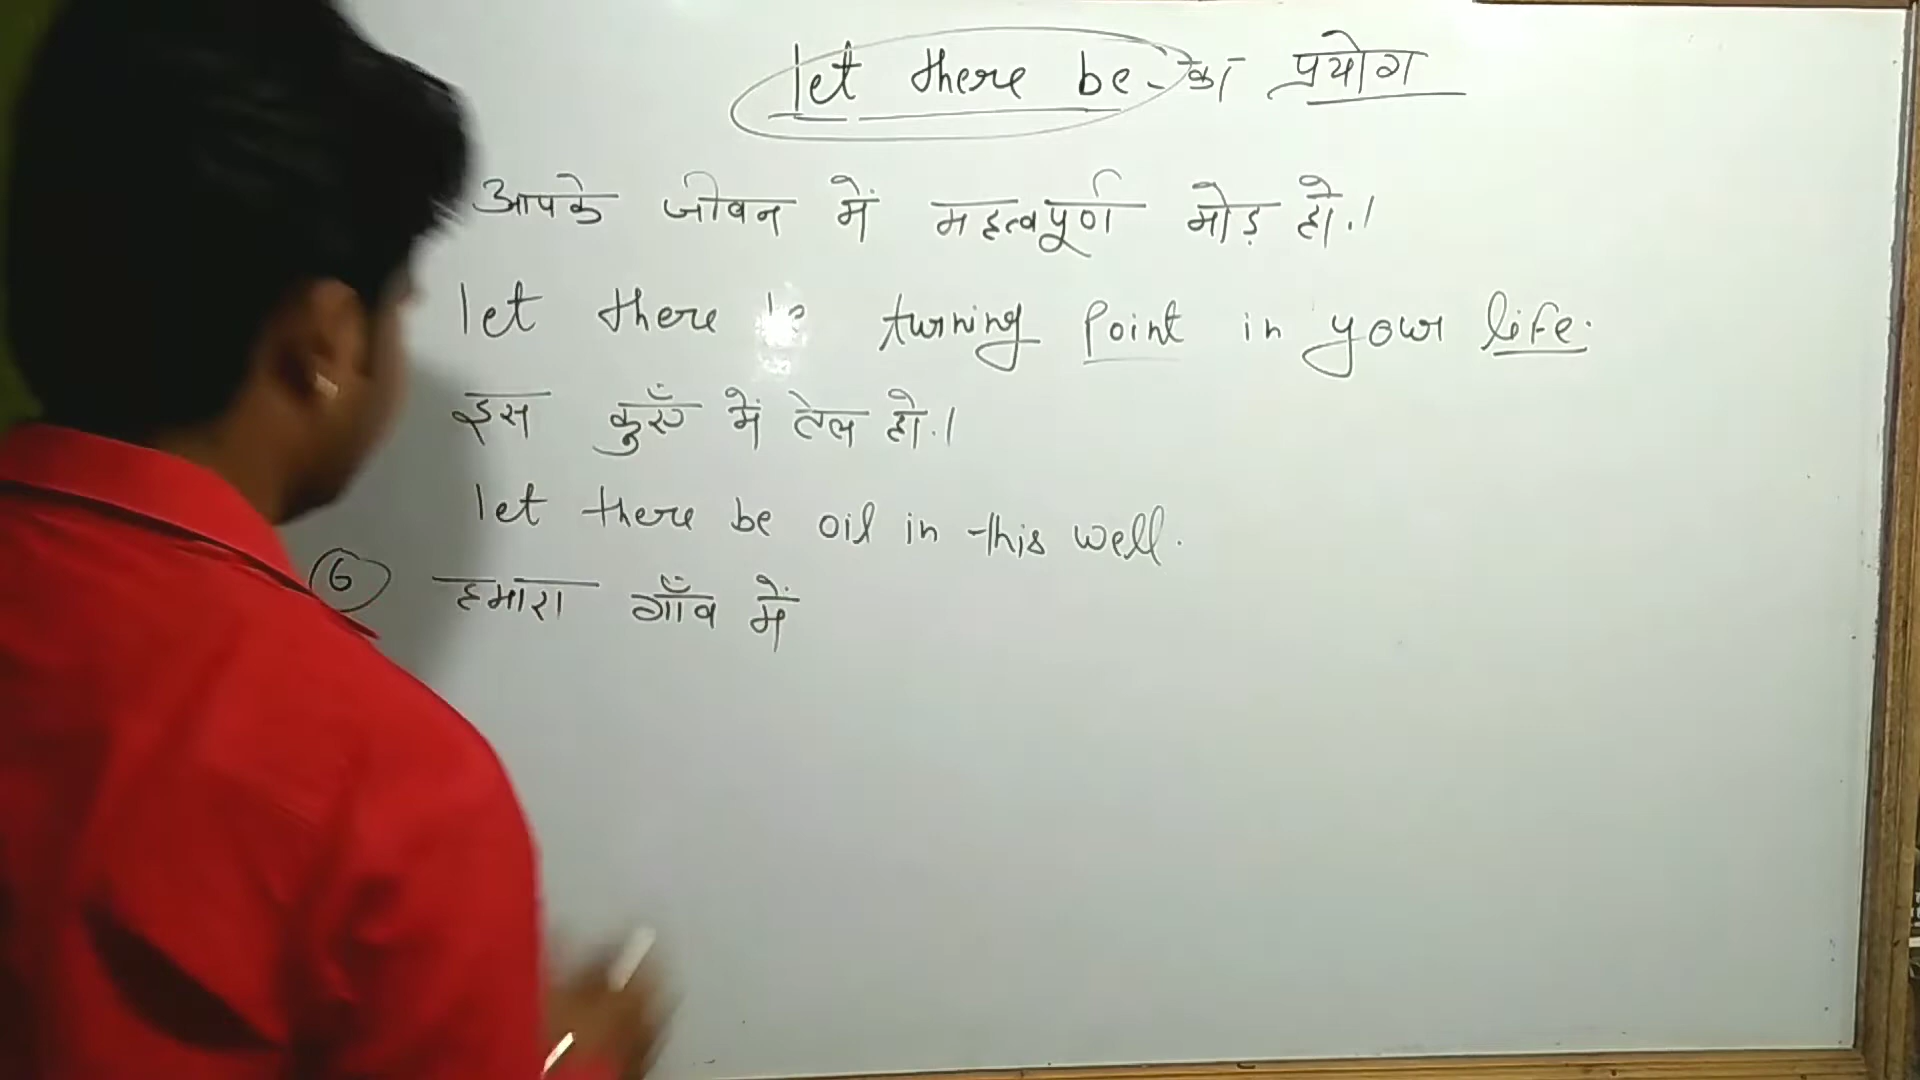 let there be - का प्रयोग
आपके जीवन में महत्वपूर्ण मोड़ हो.।
let there be turning point in your life.
इस कुएँ में तेल हो.।
let there be oil in this well.
6 हमारा गाँव में